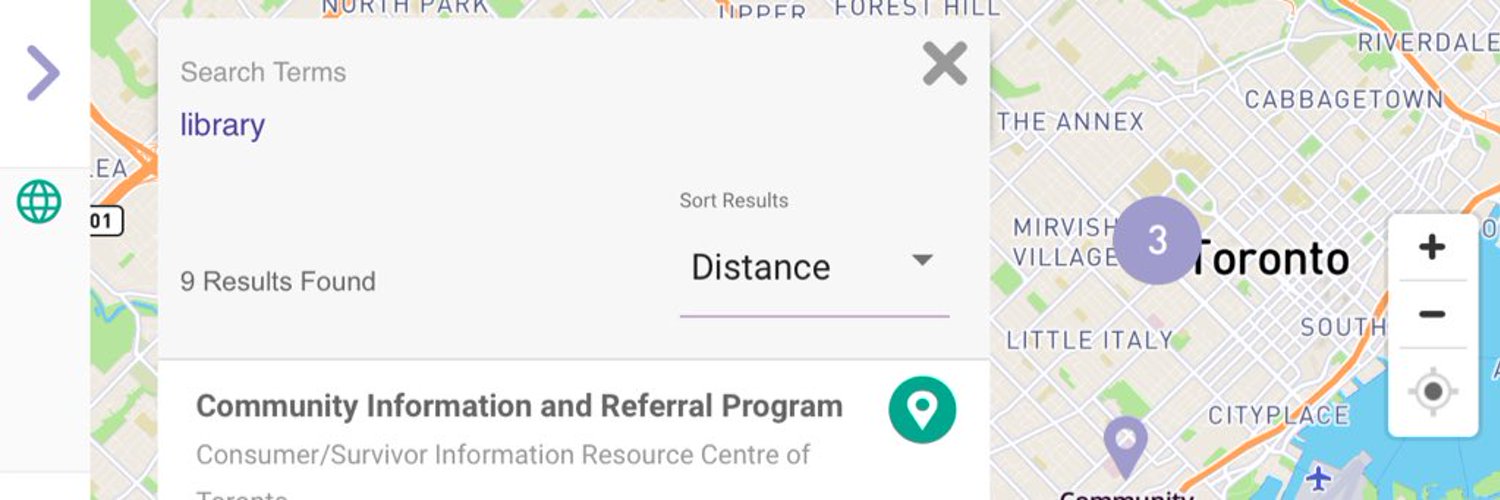 NORTH PARK
UPPER
FOREST HILL
RIVERDALE
Search Terms
library
CABBAGETOWN
THE ANNEX
LEA
01
Sort Results
MIRVISH
VILLAGE
3
Toronto
Distance
9 Results Found
LITTLE ITALY
SOUTH
Community Information and Referral Program
CITYPLACE
Consumer/Survivor Information Resource Centre of
Toronto
Community